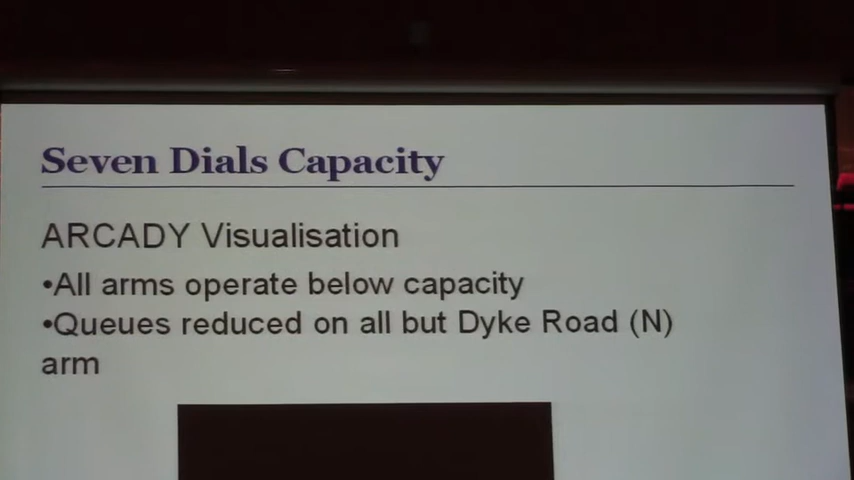 Seven Dials Capacity
ARCADY Visualisation
•All arms operate below capacity
•Queues reduced on all but Dyke Road (N)
arm